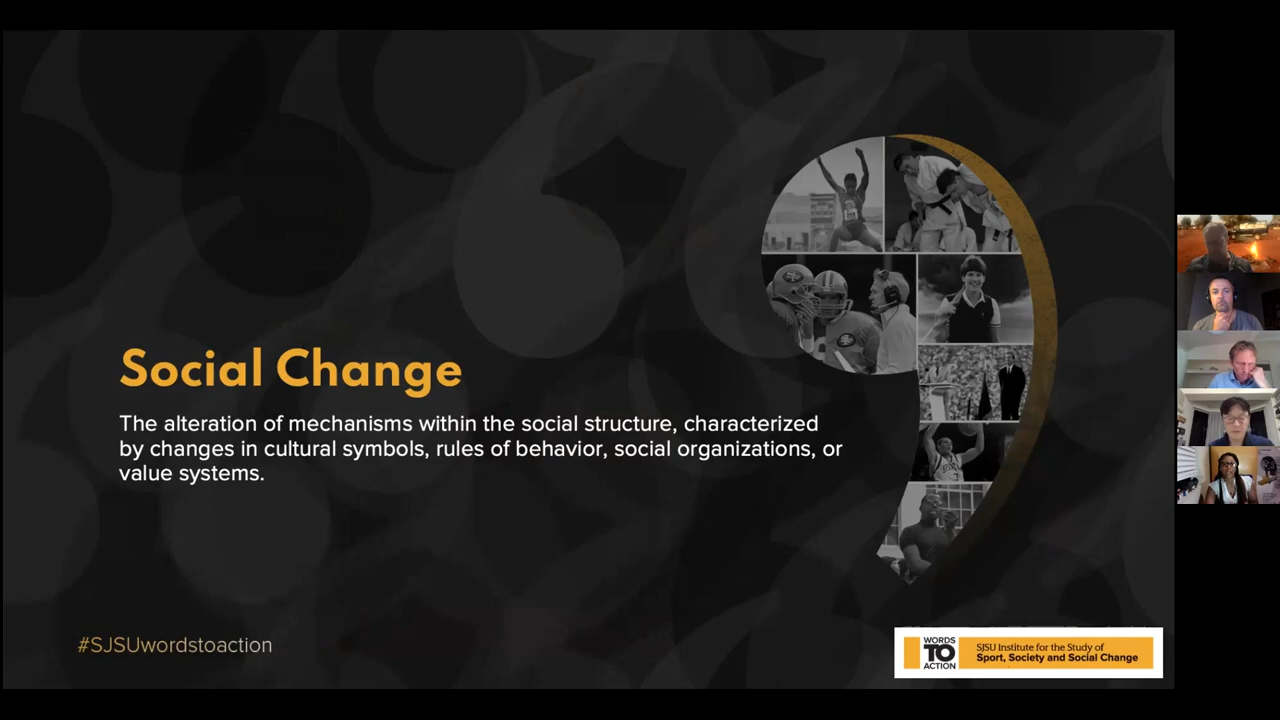 Social Change
The alteration of mechanisms within the social structure, characterized
by changes in cultural symbols, rules of behavior, social organizations, or
value systems.
#SJSUwordstoaction
WORDS
TO
ACTION
SJSU Institute for the Study of
Sport, Society and Social Change